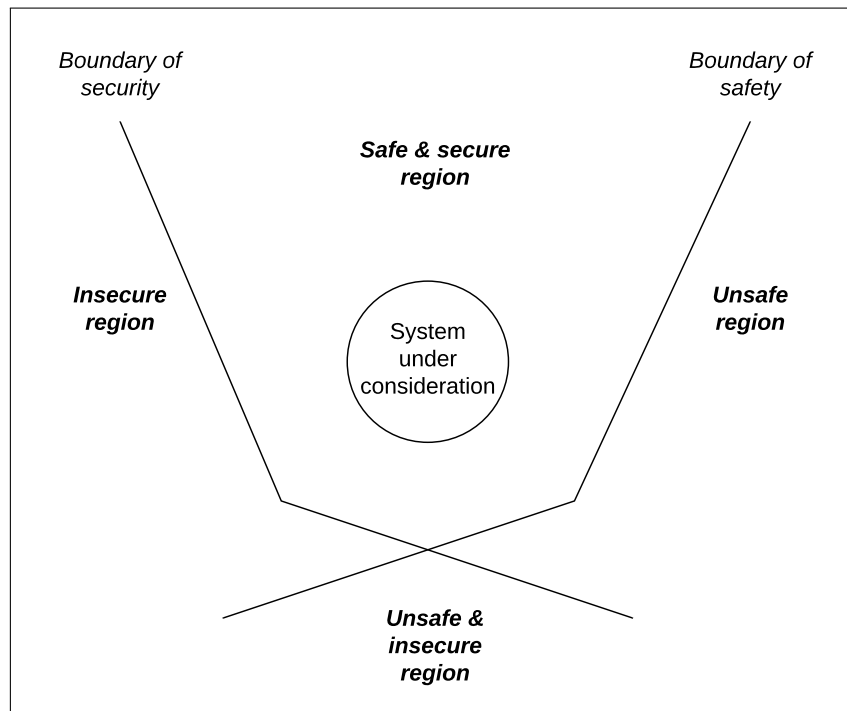 Boundary of
security
Boundary of
safety
Safe & secure
region
Insecure
region
Unsafe
region
System
under
consideration
Unsafe &
insecure
region